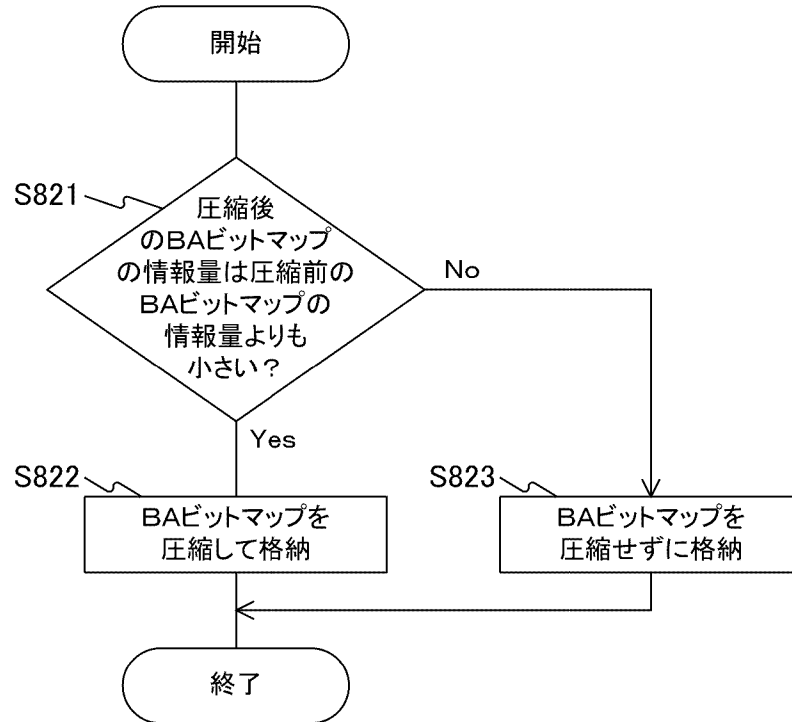 開始
S821
圧縮後
のBAビットマップ
の情報量は圧縮前の
BAビットマップの
情報量よりも
小さい？
No
Yes
S822
BAビットマップを
圧縮して格納
S823
BAビットマップを
圧縮せずに格納
終了